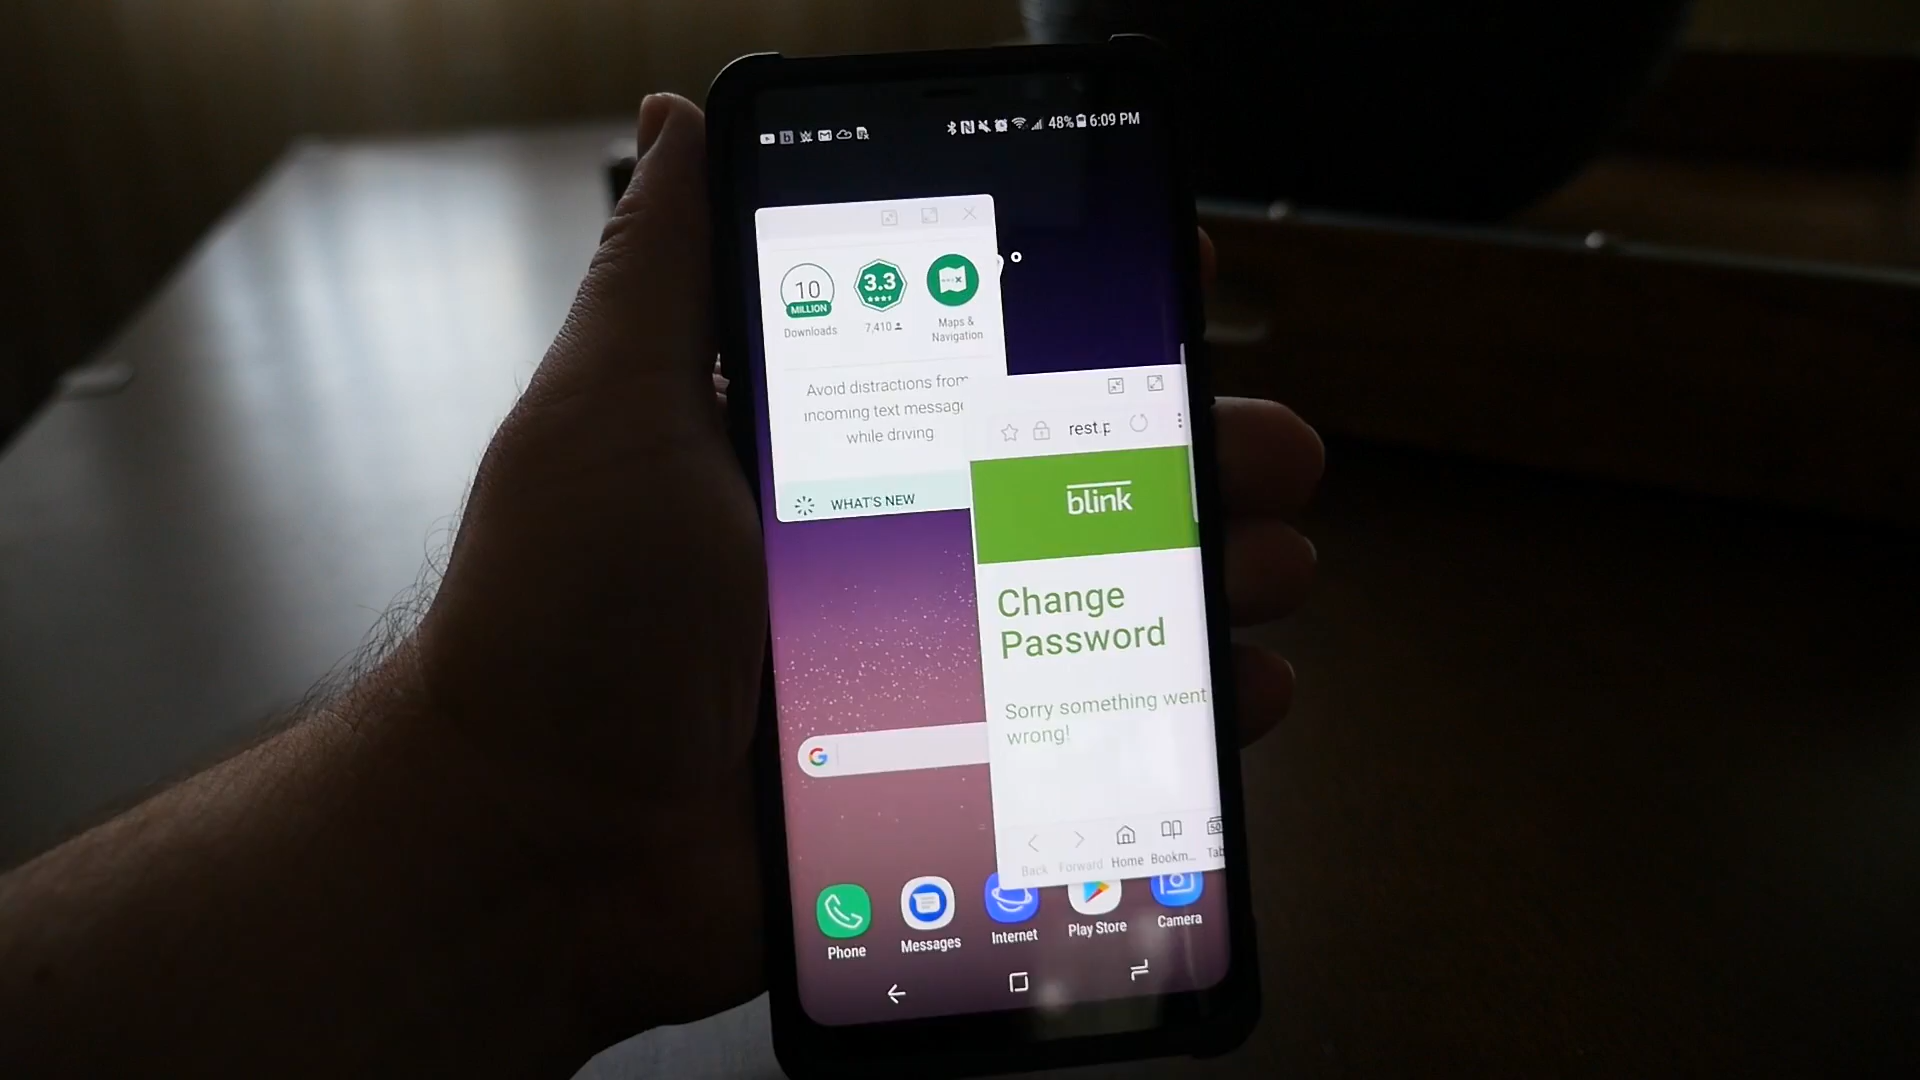 48% 6:09 PM
10
MILLION
Downloads
3.3
7,410
Maps &
Navigation
Avoid distractions from
incoming text message
while driving
WHAT'S NEW
rest.p
blink
Change
Password
Sorry something went
wrong!
Back
Forward
Home
Bookm...
Tab
G
Phone
Messages
Internet
Play Store
Camera